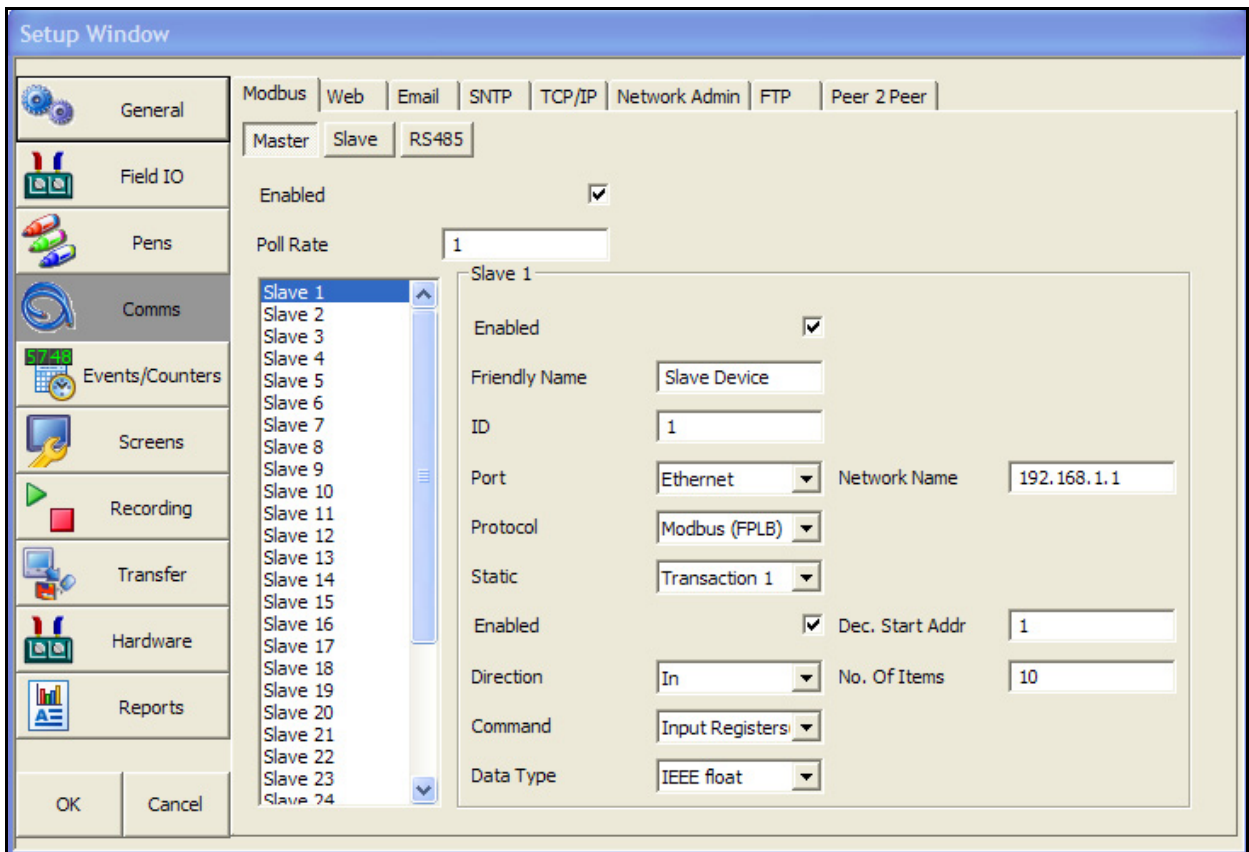 Setup Window
General
Field IO
Pens
Comms
57:48
Events/Counters
Screens
Recording
Transfer
Hardware
Reports
OK Cancel
Modbus Web Email SNTP TCP/IP Network Admin FTP Peer 2 Peer
Master Slave RS485
Enabled
Poll Rate 1
Slave 1
Slave 2
Slave 3
Slave 4
Slave 5
Slave 6
Slave 7
Slave 8
Slave 9
Slave 10
Slave 11
Slave 12
Slave 13
Slave 14
Slave 15
Slave 16
Slave 17
Slave 18
Slave 19
Slave 20
Slave 21
Slave 22
Slave 23
Slave 24
Slave 1
Enabled
Friendly Name Slave Device
ID 1
Port Ethernet Network Name 192.168.1.1
Protocol Modbus (FPLB)
Static Transaction 1
Enabled Dec. Start Addr 1
Direction In No. Of Items 10
Command Input Registers
Data Type IEEE float